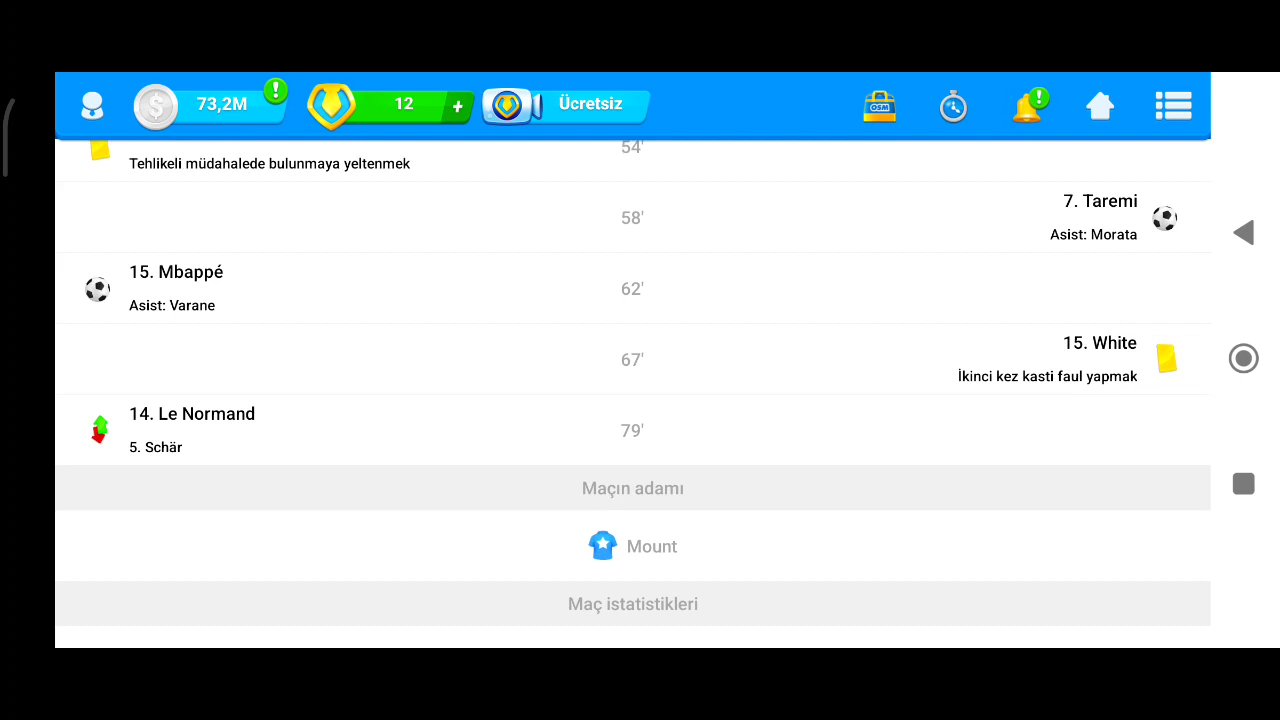 73,2M
12
+
Ücretsiz
OSM
54'
Tehlikeli müdahalede bulunmaya yeltenmek
7. Taremi
58'
Asist: Morata
15. Mbappé
62'
Asist: Varane
15. White
67'
İkinci kez kasti faul yapmak
14. Le Normand
79'
5. Schär
Maçın adamı
Mount
Maç istatistikleri